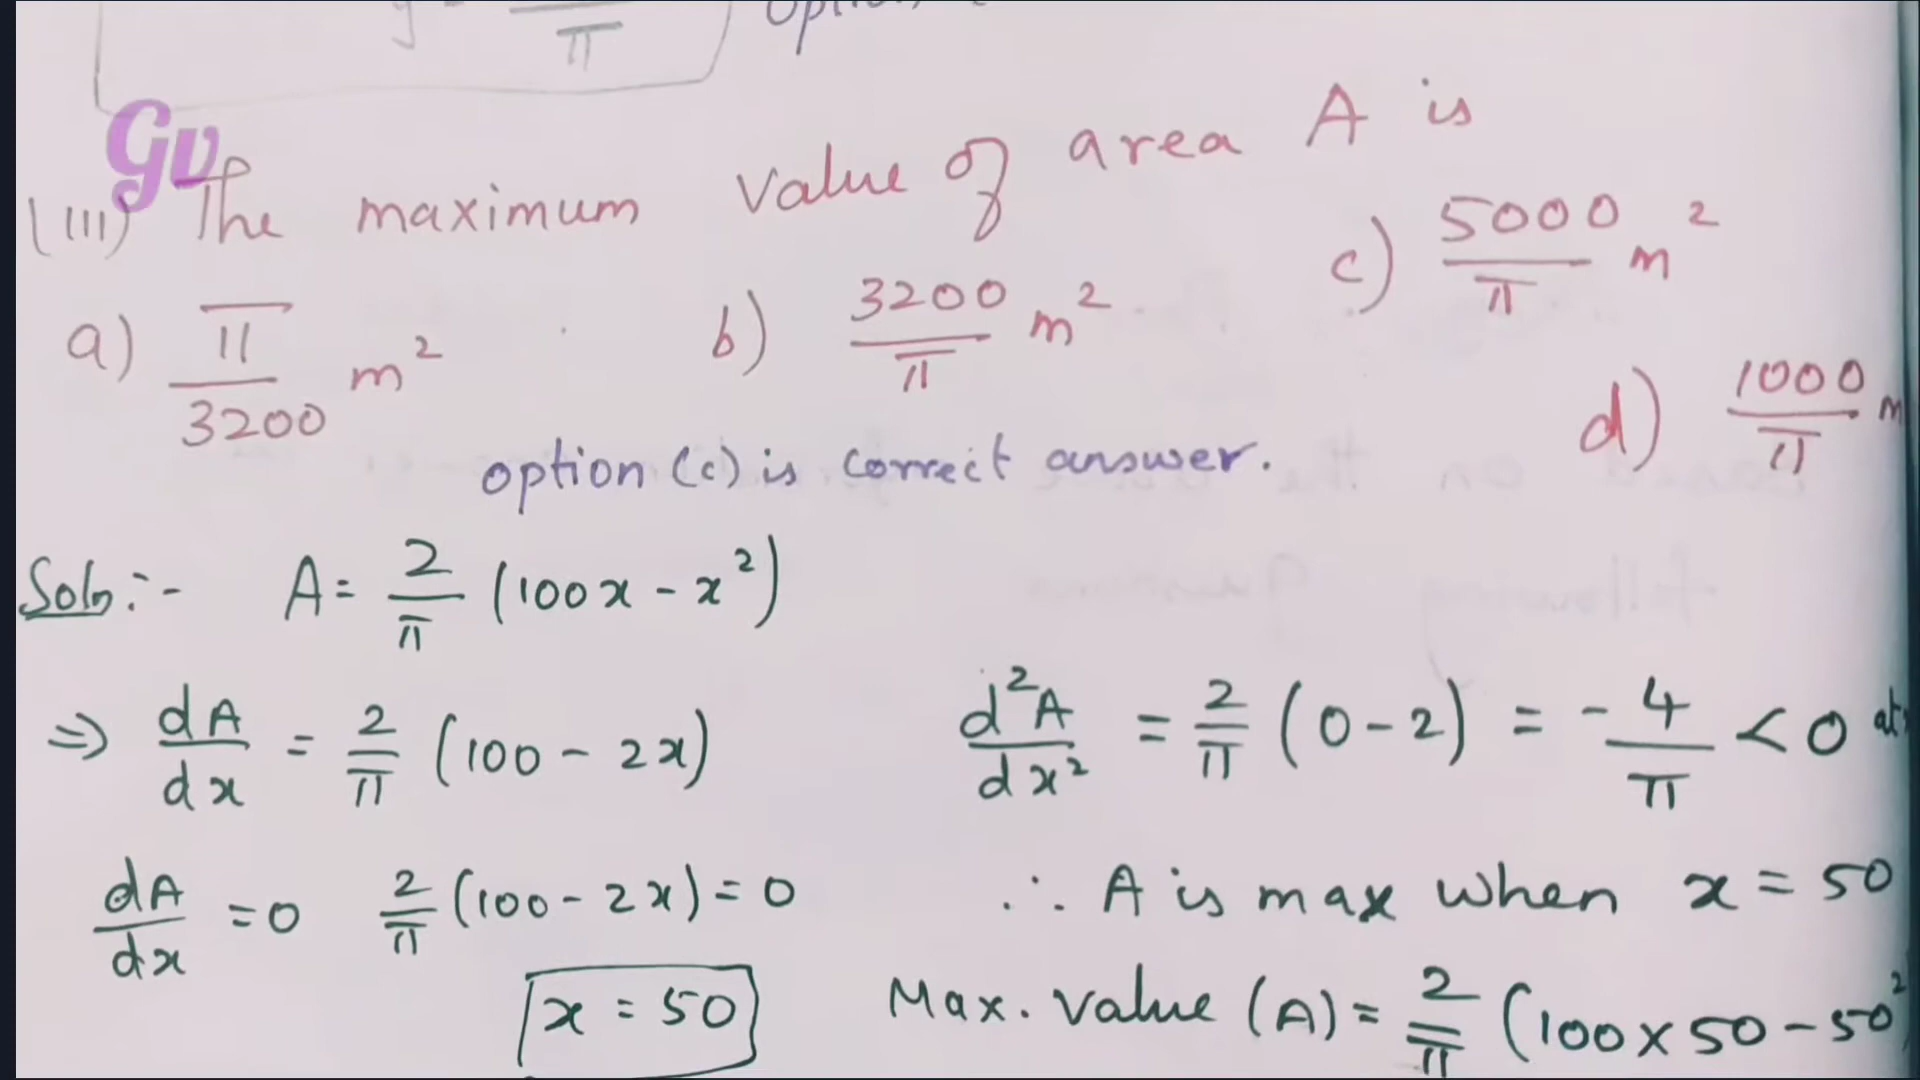 π
Gv
(III) The maximum value of area A is
a) π/3200 m² b) 3200/π m² c) 5000/π m²
d) 1000/π m
option (c) is correct answer.
Soln:- A = 2/π (100x - x²)
⇒ dA/dx = 2/π (100 - 2x) d²A/dx² = 2/π (0-2) = -4/π < 0 at
dA/dx = 0 2/π (100 - 2x) = 0 ∴ A is max when x = 50
x = 50 Max. Value (A) = 2/π (100 x 50 - 50²